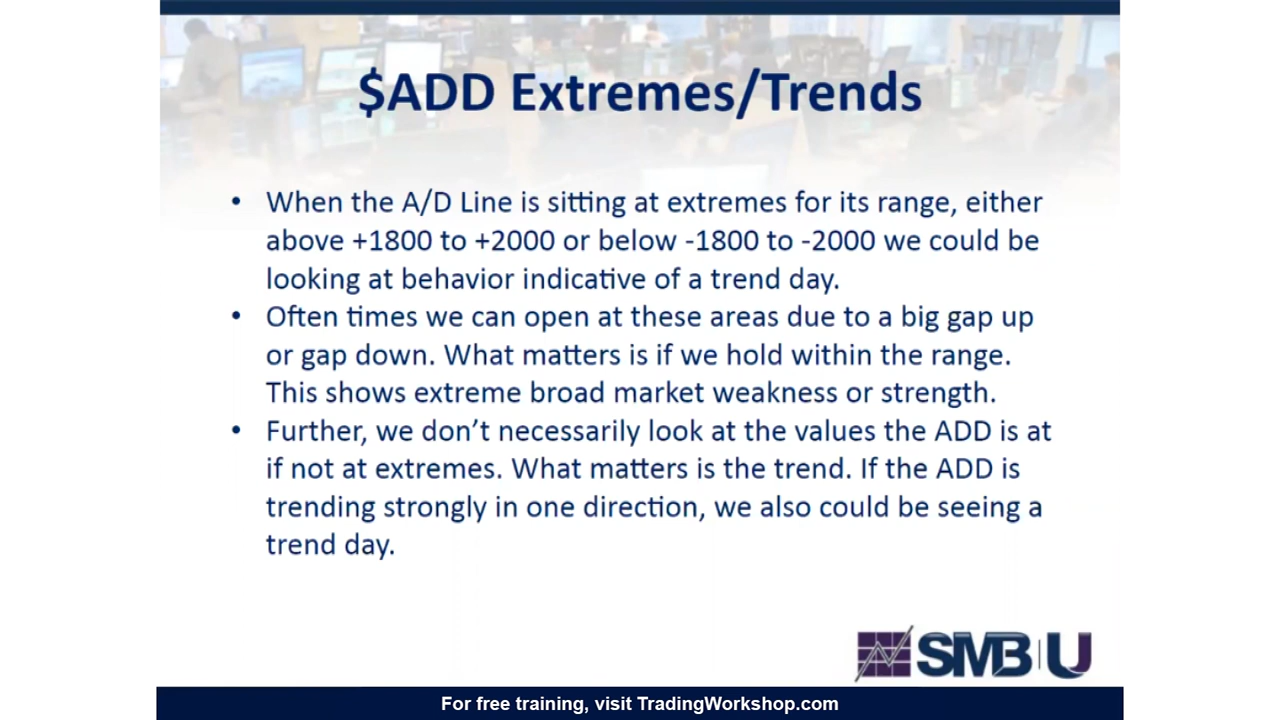 $ADD Extremes/Trends
• When the A/D Line is sitting at extremes for its range, either
above +1800 to +2000 or below -1800 to -2000 we could be
looking at behavior indicative of a trend day.
• Often times we can open at these areas due to a big gap up
or gap down. What matters is if we hold within the range.
This shows extreme broad market weakness or strength.
• Further, we don’t necessarily look at the values the ADD is at
if not at extremes. What matters is the trend. If the ADD is
trending strongly in one direction, we also could be seeing a
trend day.
SMB U
For free training, visit TradingWorkshop.com